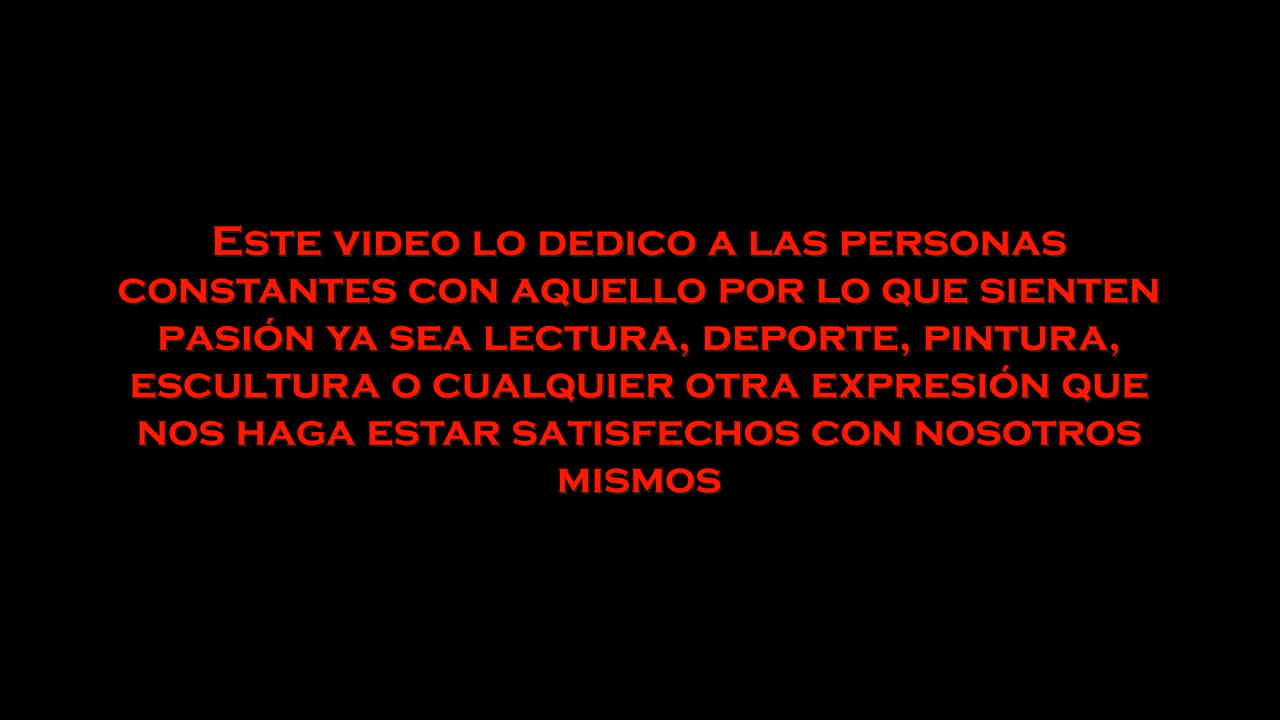 Este video lo dedico a las personas
constantes con aquello por lo que sienten
pasión ya sea lectura, deporte, pintura,
escultura o cualquier otra expresión que
nos haga estar satisfechos con nosotros
mismos